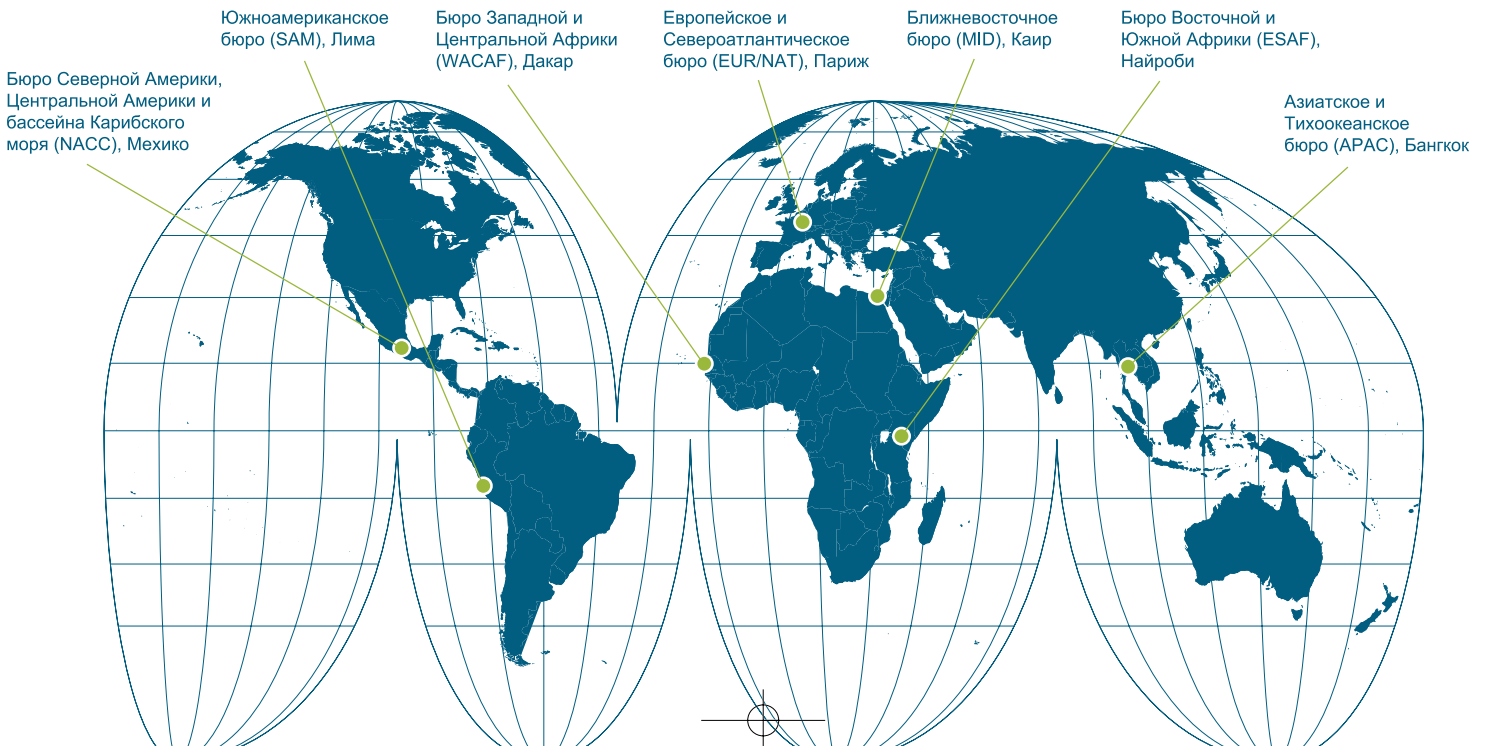 Южноамериканское
бюро (SAM), Лима
Бюро Западной и
Центральной Африки
(WACAF), Дакар
Европейское и
Североатлантическое
бюро (EUR/NAT), Париж
Ближневосточное
бюро (MID), Каир
Бюро Восточной и
Южной Африки (ESAF),
Найроби
Бюро Северной Америки,
Центральной Америки и
бассейна Карибского
моря (NACC), Мехико
Азиатское и
Тихоокеанское
бюро (APAC), Бангкок